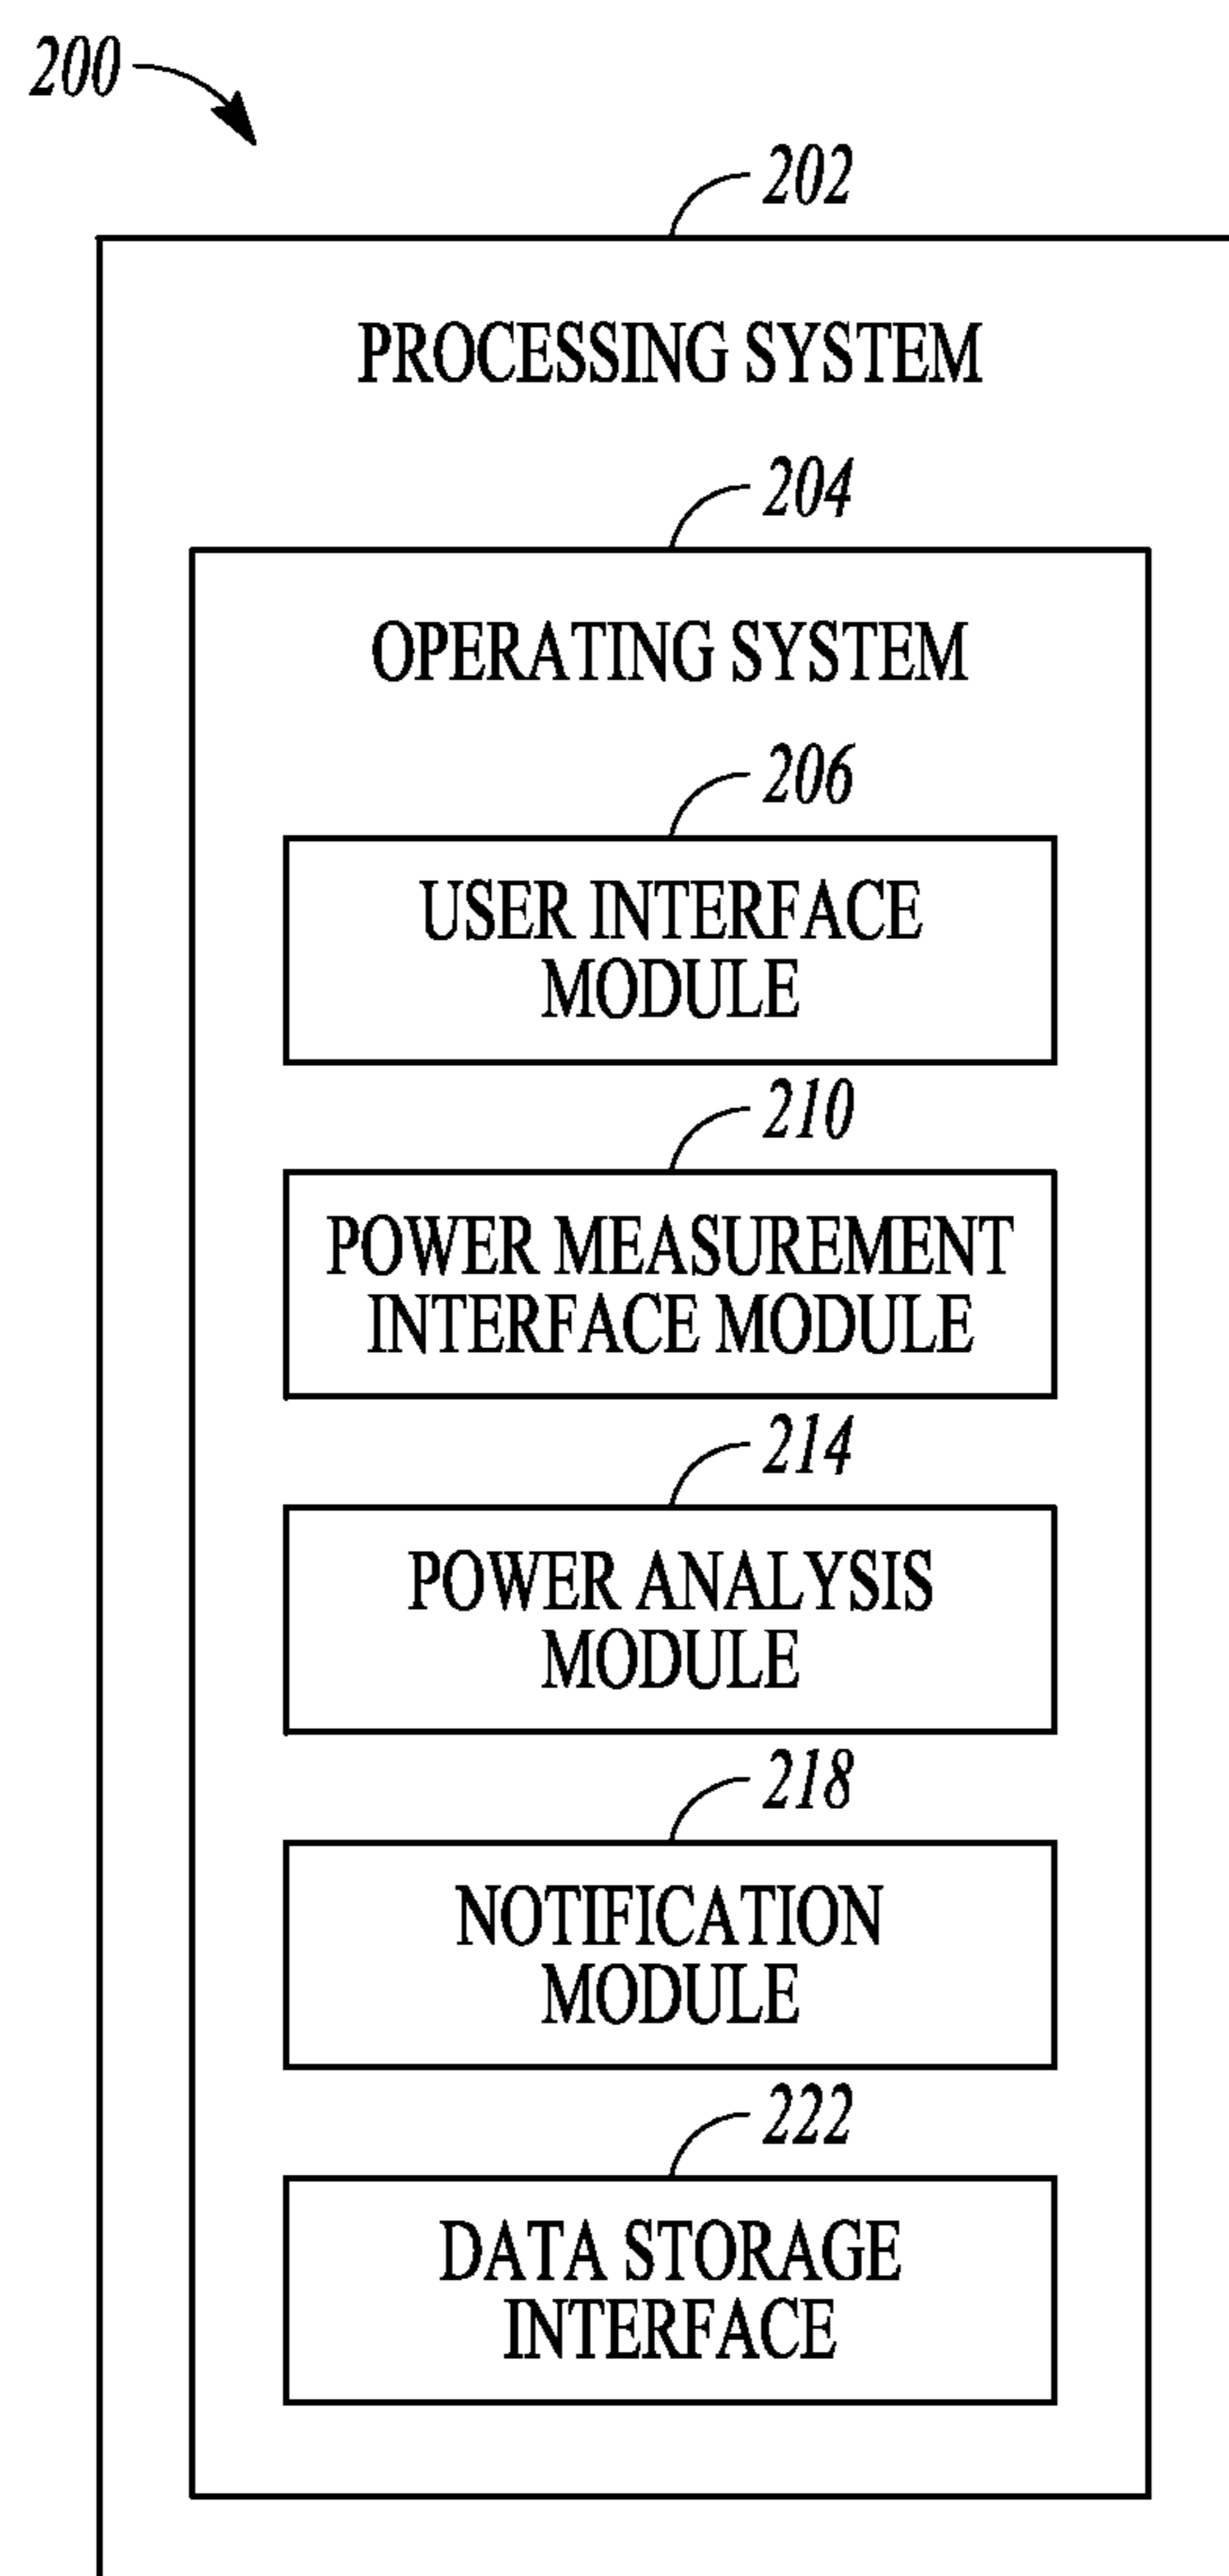 200
202
PROCESSING SYSTEM
204
OPERATING SYSTEM
206
USER INTERFACE
MODULE
210
POWER MEASUREMENT
INTERFACE MODULE
214
POWER ANALYSIS
MODULE
218
NOTIFICATION
MODULE
222
DATA STORAGE
INTERFACE